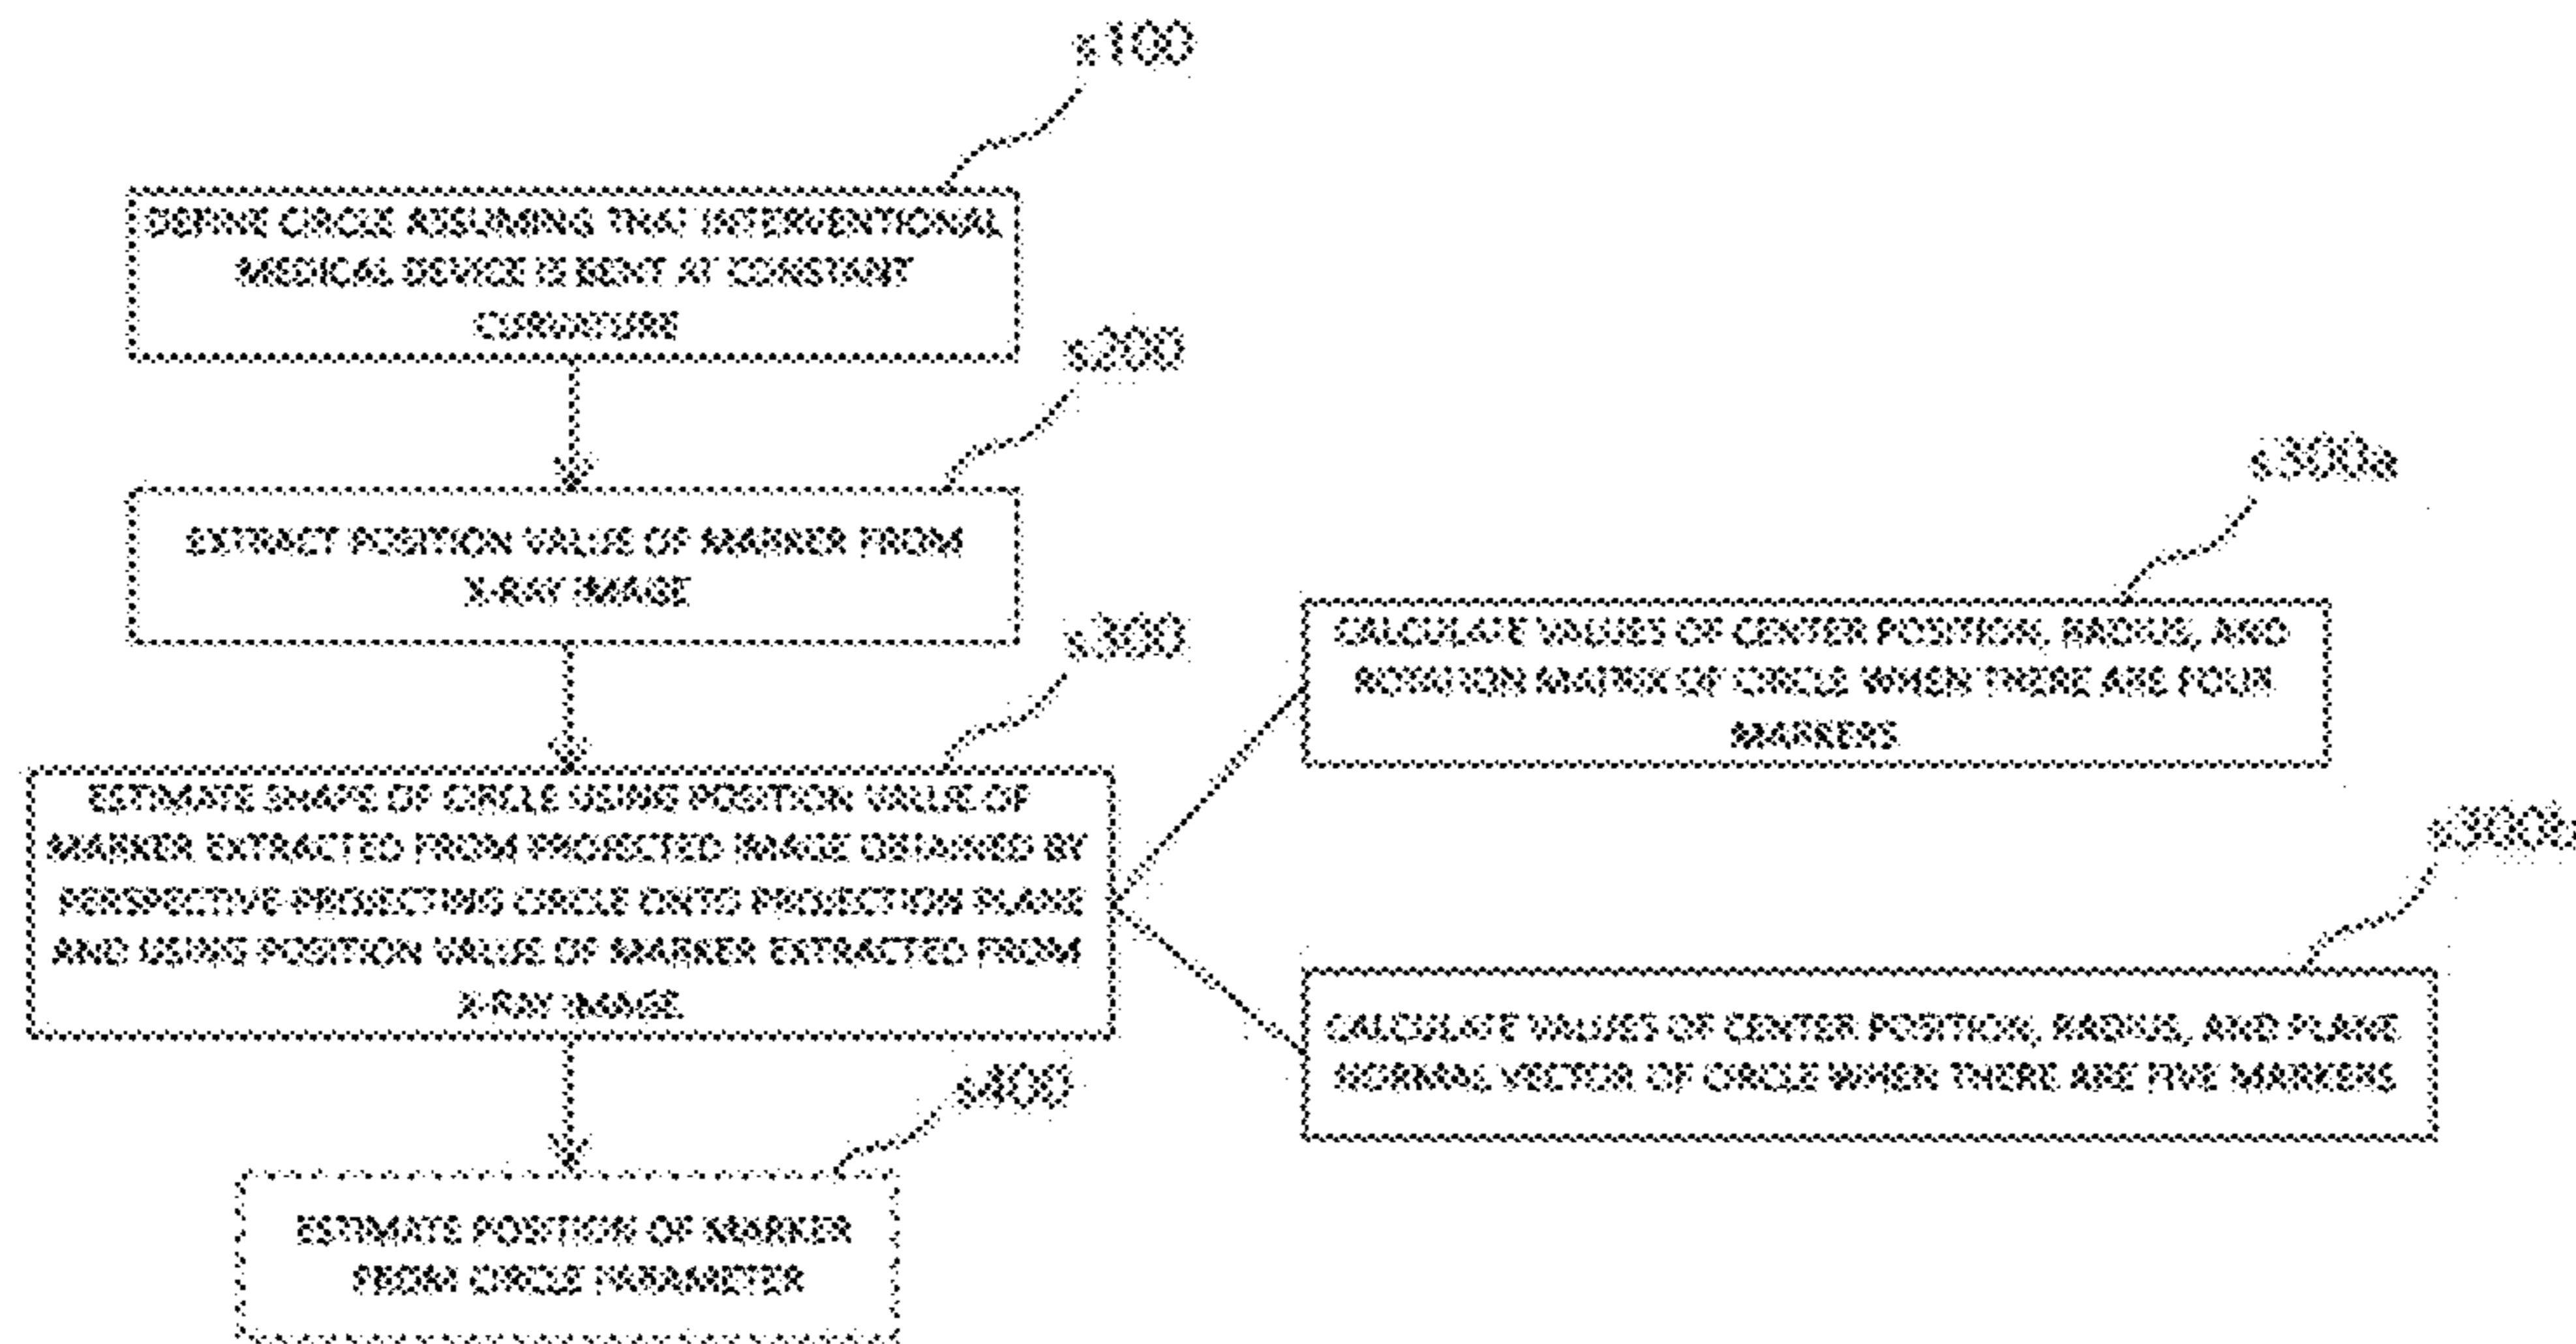 s100
DEFINE CIRCLE ASSUMING THAT INTERVENTIONAL
MEDICAL DEVICE IS BENT AT CONSTANT
CURVATURE
s200
EXTRACT POSITION VALUE OF MARKER FROM
X-RAY IMAGE
s300
ESTIMATE SHAPE OF CIRCLE USING POSITION VALUE OF
MARKER EXTRACTED FROM PROJECTED IMAGE OBTAINED BY
PERSPECTIVE-PROJECTING CIRCLE ONTO PROJECTION PLANE
AND USING POSITION VALUE OF MARKER EXTRACTED FROM
X-RAY IMAGE
s300a
CALCULATE VALUES OF CENTER POSITION, RADIUS, AND
ROTATION MATRIX OF CIRCLE WHEN THERE ARE FOUR
MARKERS
s300b
CALCULATE VALUES OF CENTER POSITION, RADIUS, AND PLANE
NORMAL VECTOR OF CIRCLE WHEN THERE ARE FIVE MARKERS
s400
ESTIMATE POSITION OF MARKER
FROM CIRCLE PARAMETER